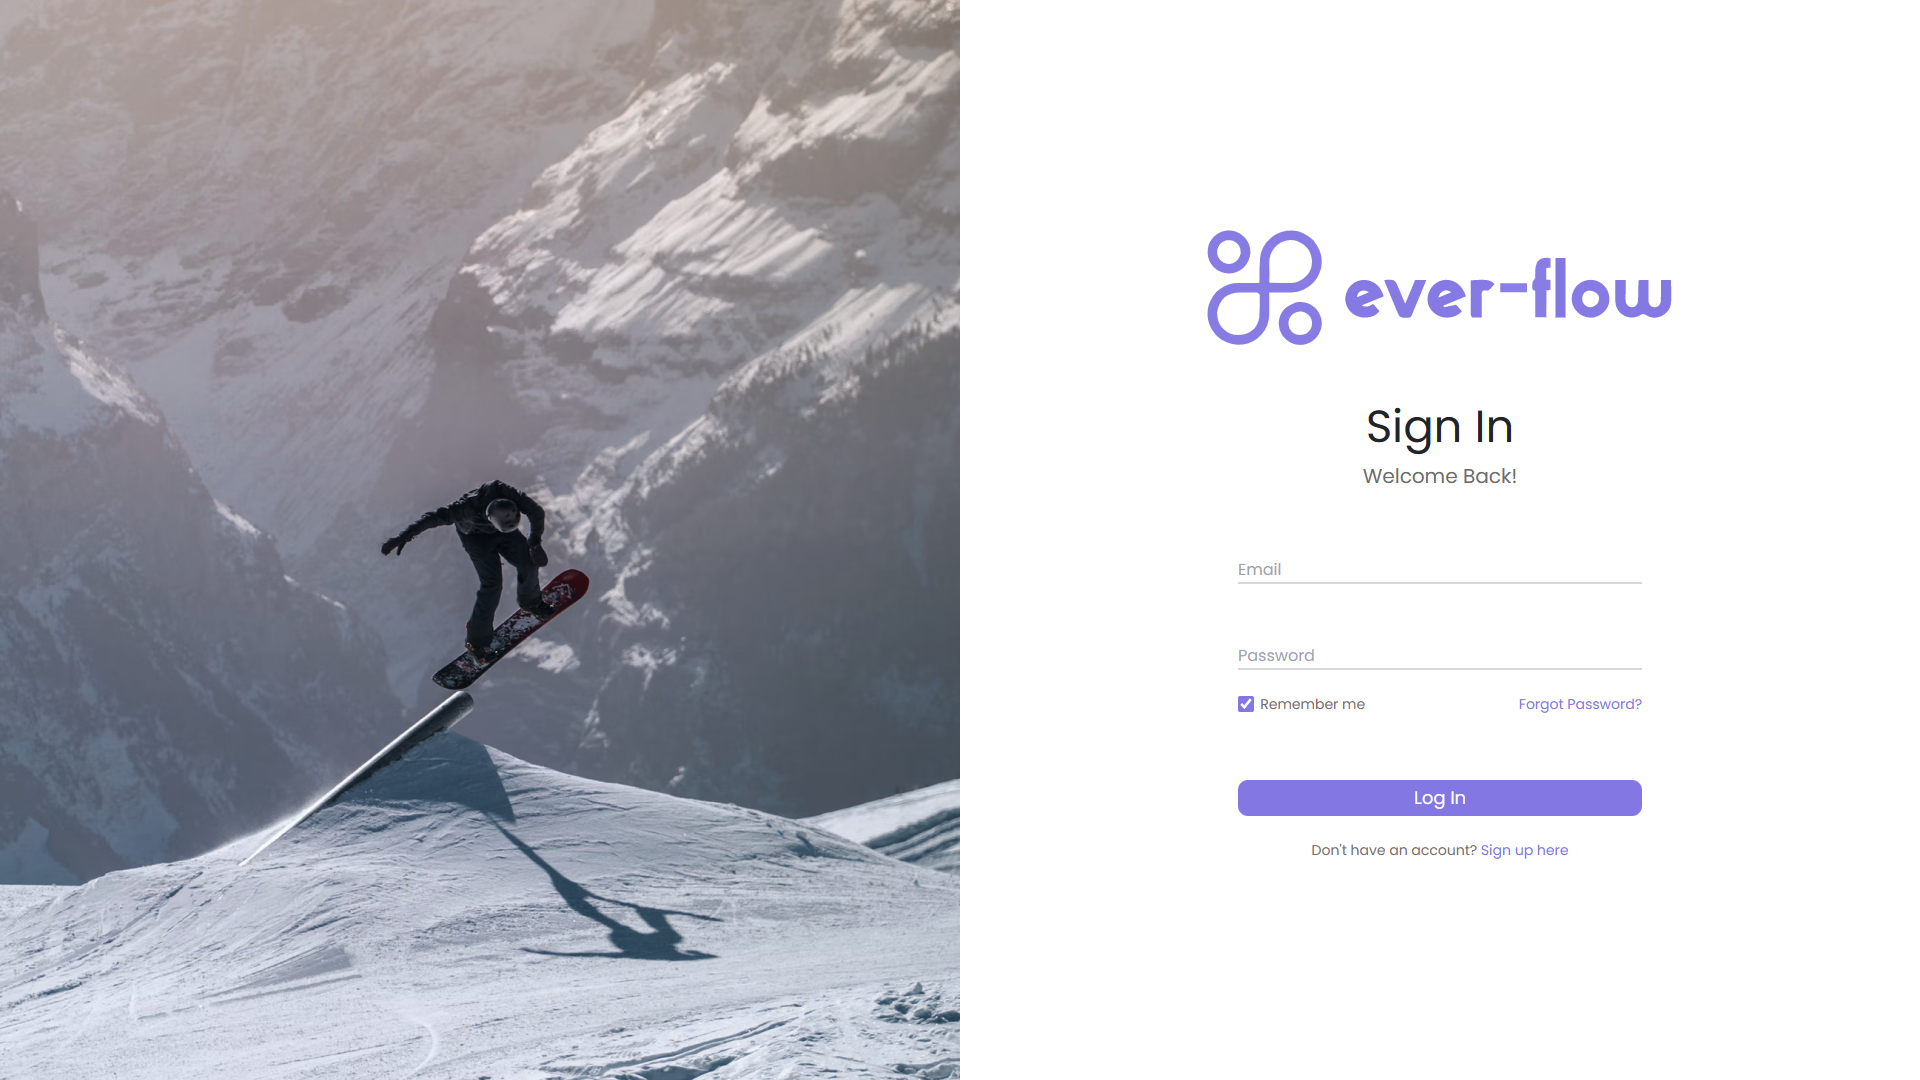 ever-flow
Sign In
Welcome Back!
Email
Password
Remember me
Forgot Password?
Log In
Don't have an account? Sign up here